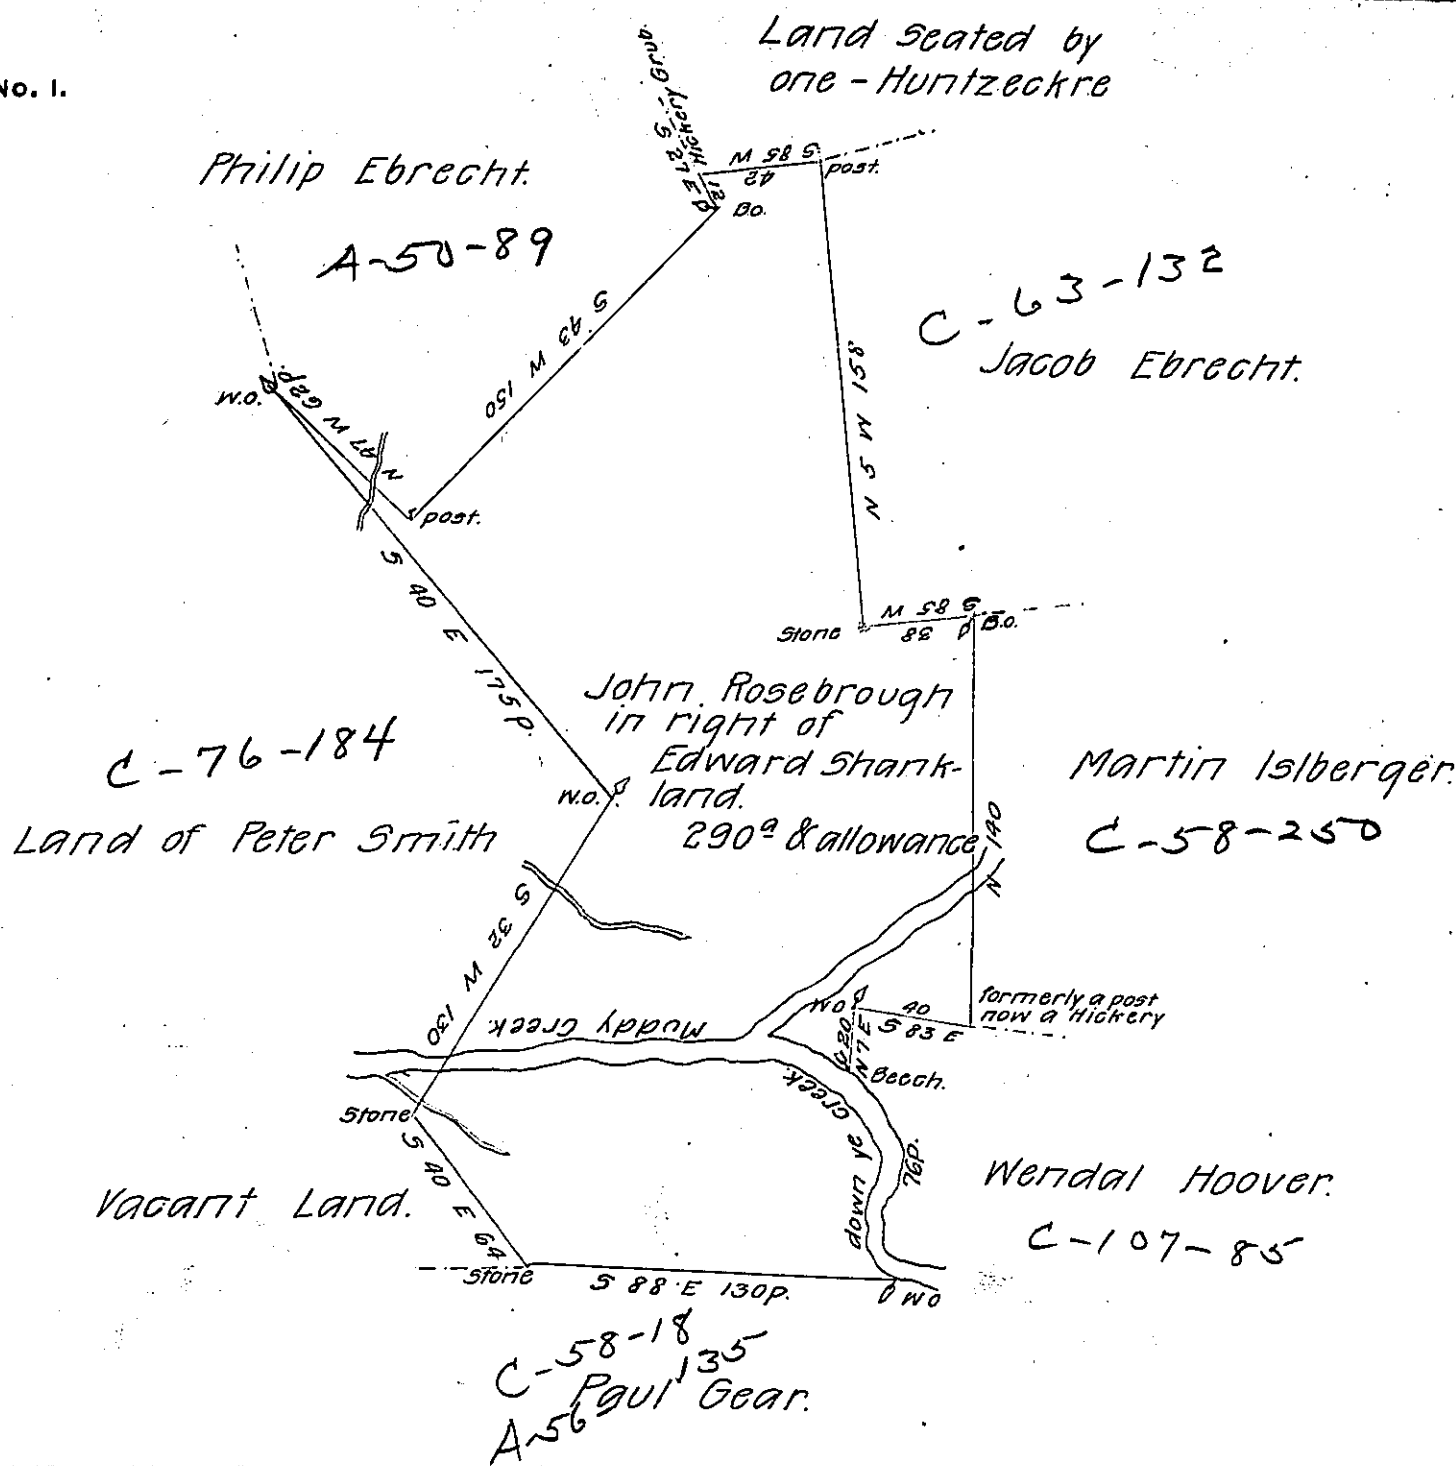 No. 1.
Land seated by
one - Huntzeckre
Hickory Grub.
S 27 E
12
S 85 W
42
post.
Bo.
Philip Ebrecht.
A-50-89
S 43 W 150
C-63-132
Jacob Ebrecht.
N 5 W 158
W.O.
N 47 W 62p.
post.
S 40 E 175p.
Stone
S 85 W
38
B.O.
John Rosebrough
in right of
Edward Shank-
land.
290ᵃ & allowance
C-76-184
Land of Peter Smith
W.O.
Martin Islberger.
C-58-250
N 140
S 32 W 130
Muddy Creek
W O
40
S 83 E
formerly a post
now a Hickery
20
N 7 E
Beech.
down ye creek
76p.
Stone
S 40 E 64
Vacant Land.
Stone
S 88 E 130p.
W O
Wendal Hoover.
C-107-85
C-58-18
Paul Gear.
A-56-135